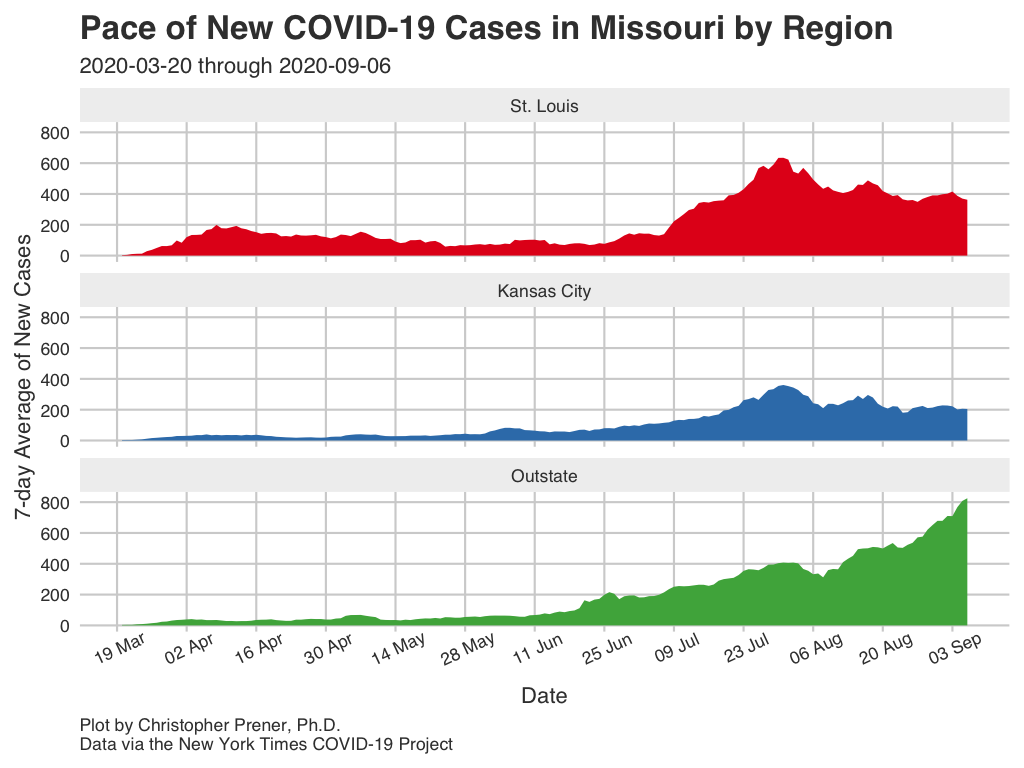 Pace of New COVID-19 Cases in Missouri by Region
2020-03-20 through 2020-09-06
St. Louis
800
600
400
200
0
Kansas City
800
600
400
200
0
Outstate
800
600
400
200
0
7-day Average of New Cases
19 Mar
02 Apr
16 Apr
30 Apr
14 May
28 May
11 Jun
25 Jun
09 Jul
23 Jul
06 Aug
20 Aug
03 Sep
Date
Plot by Christopher Prener, Ph.D.
Data via the New York Times COVID-19 Project